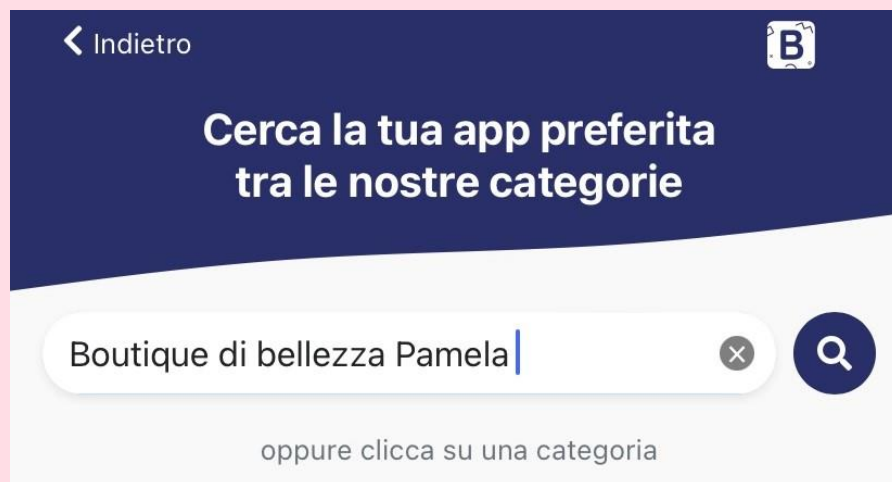 Indietro
B
Cerca la tua app preferita
tra le nostre categorie
Boutique di bellezza Pamela
oppure clicca su una categoria